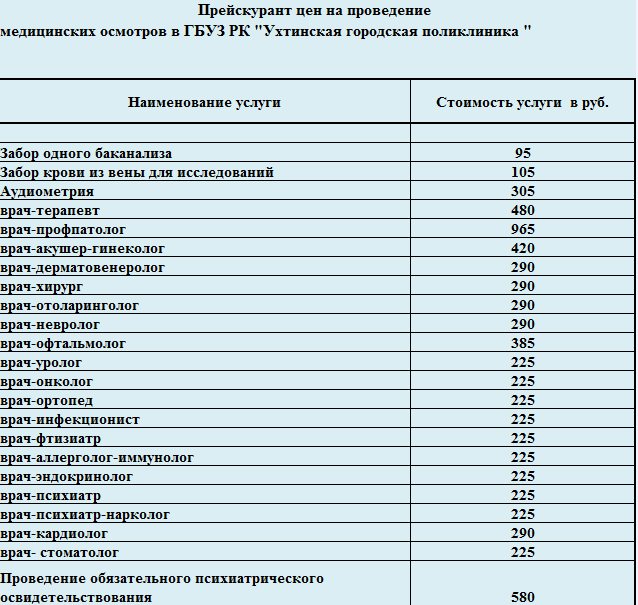 Прейскурант цен на проведение
медицинских осмотров в ГБУЗ РК "Ухтинская городская поликлиника "
Наименование услуги Стоимость услуги в руб.
Забор одного баканализа 95
Забор крови из вены для исследований 105
Аудиометрия 305
врач-терапевт 480
врач-профпатолог 965
врач-акушер-гинеколог 420
врач-дерматовенеролог 290
врач-хирург 290
врач-отоларинголог 290
врач-невролог 290
врач-офтальмолог 385
врач-уролог 225
врач-онколог 225
врач-ортопед 225
врач-инфекционист 225
врач-фтизиатр 225
врач-аллерголог-иммунолог 225
врач-эндокринолог 225
врач-психиатр 225
врач-психиатр-нарколог 225
врач-кардиолог 290
врач- стоматолог 225
Проведение обязательного психиатрического
освидетельствования 580